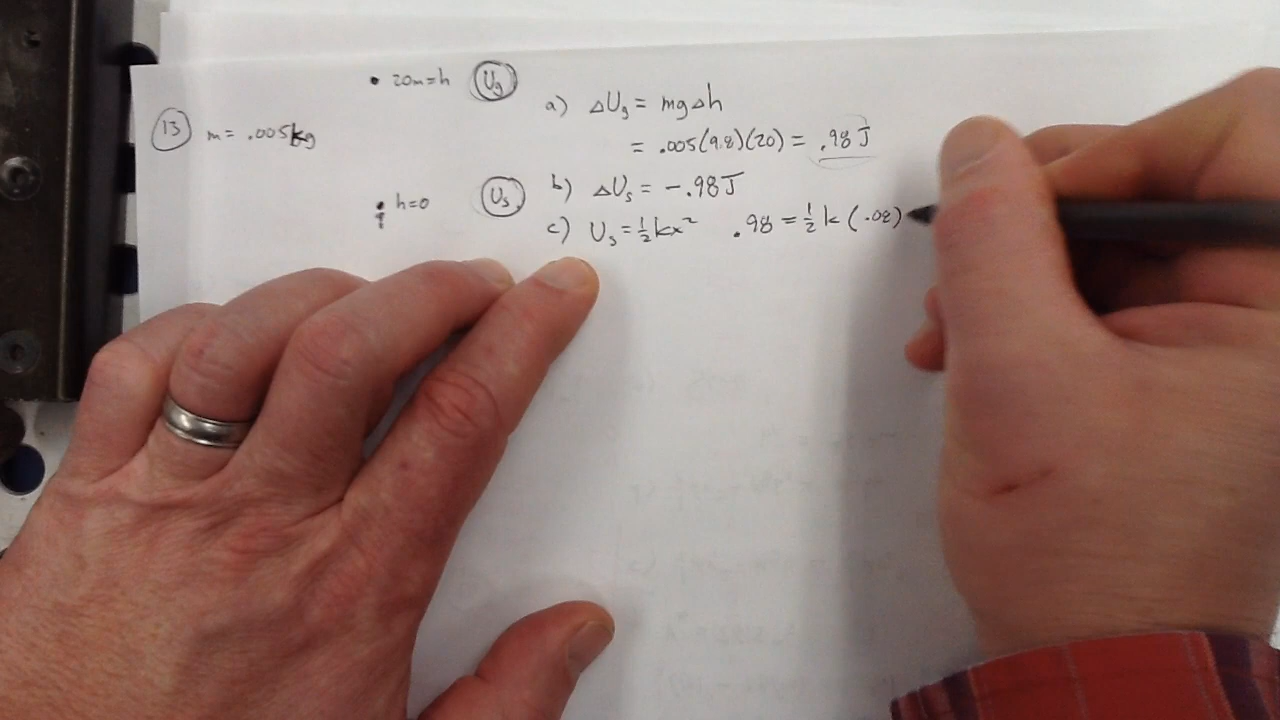 20m=h Ug
13 m= .005kg
a) ΔUg = mgΔh
= .005(9.8)(20) = .98 J
h=0 Us
b) ΔUs = -.98J
c) Us = ½kx² .98 = ½k(.08)